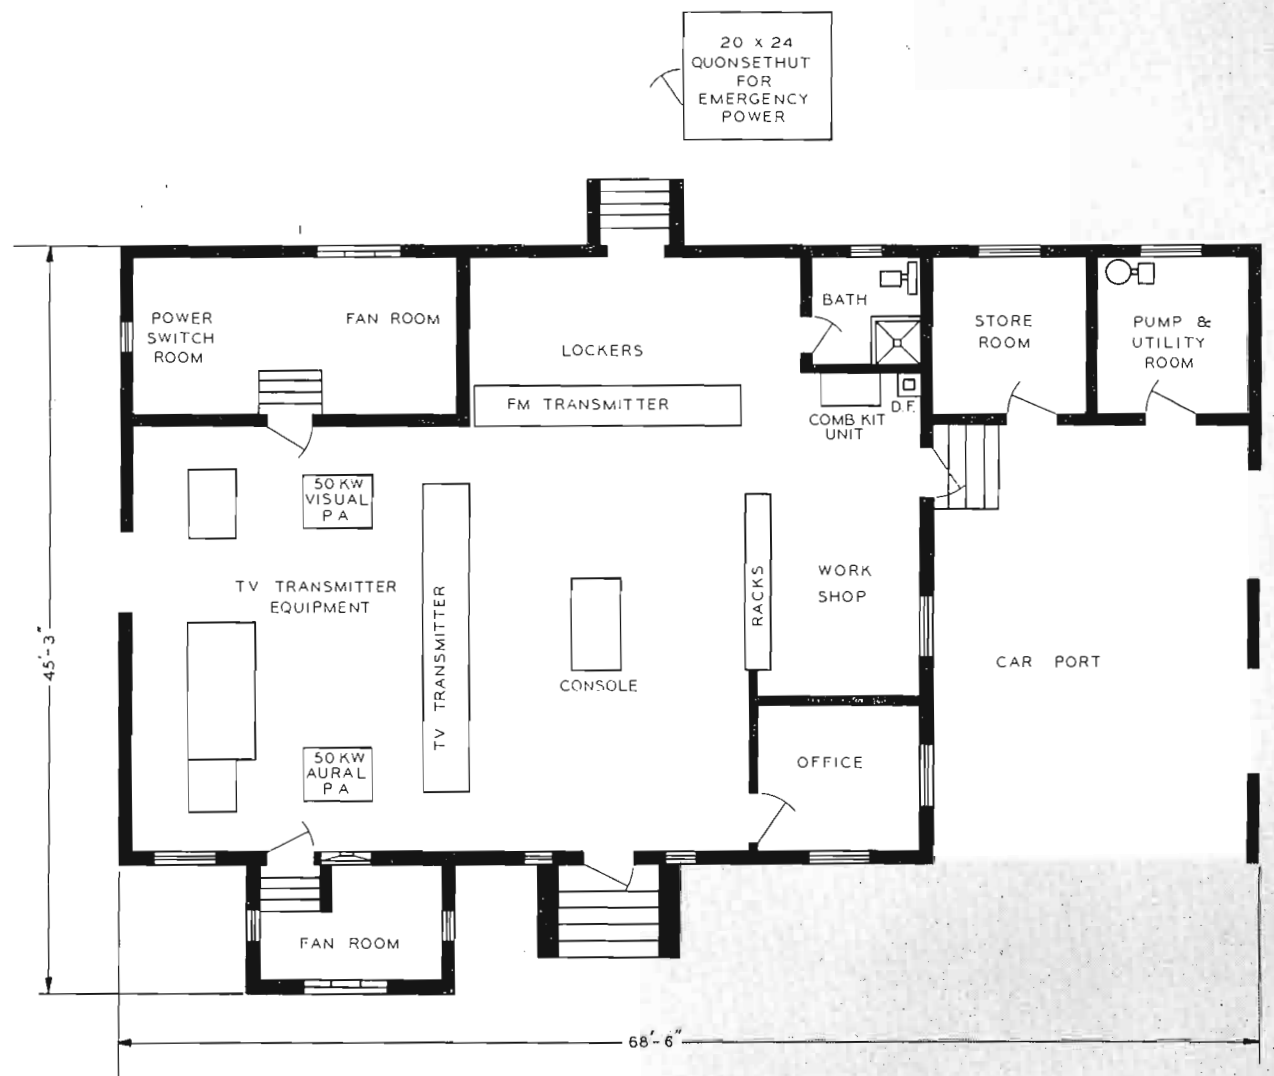 20 x 24
QUONSETHUT
FOR
EMERGENCY
POWER
POWER
SWITCH
ROOM
FAN ROOM
LOCKERS
BATH
STORE
ROOM
PUMP &
UTILITY
ROOM
FM TRANSMITTER
COMB KIT
UNIT
D.F.
50 KW
VISUAL
P A
TV TRANSMITTER
EQUIPMENT
TV TRANSMITTER
CONSOLE
RACKS
WORK
SHOP
CAR PORT
45'-3"
50 KW
AURAL
P A
OFFICE
FAN ROOM
68'-6"